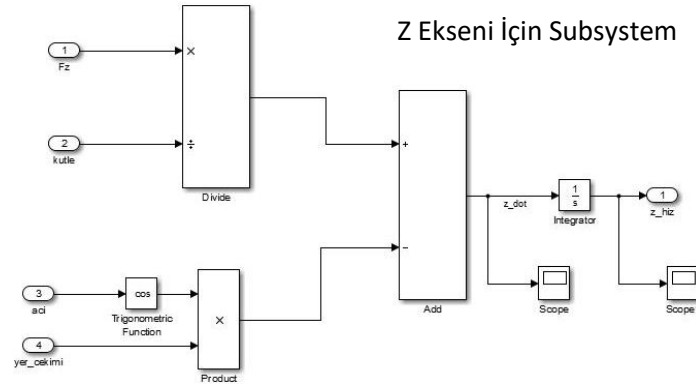 Z Ekseni İçin Subsystem
1
Fz
×
2
kutle
÷
Divide
+
−
Add
z_dot
1
s
Integrator
1
z_hiz
Scope
Scope
3
aci
cos
Trigonometric
Function
4
yer_cekimi
×
Product